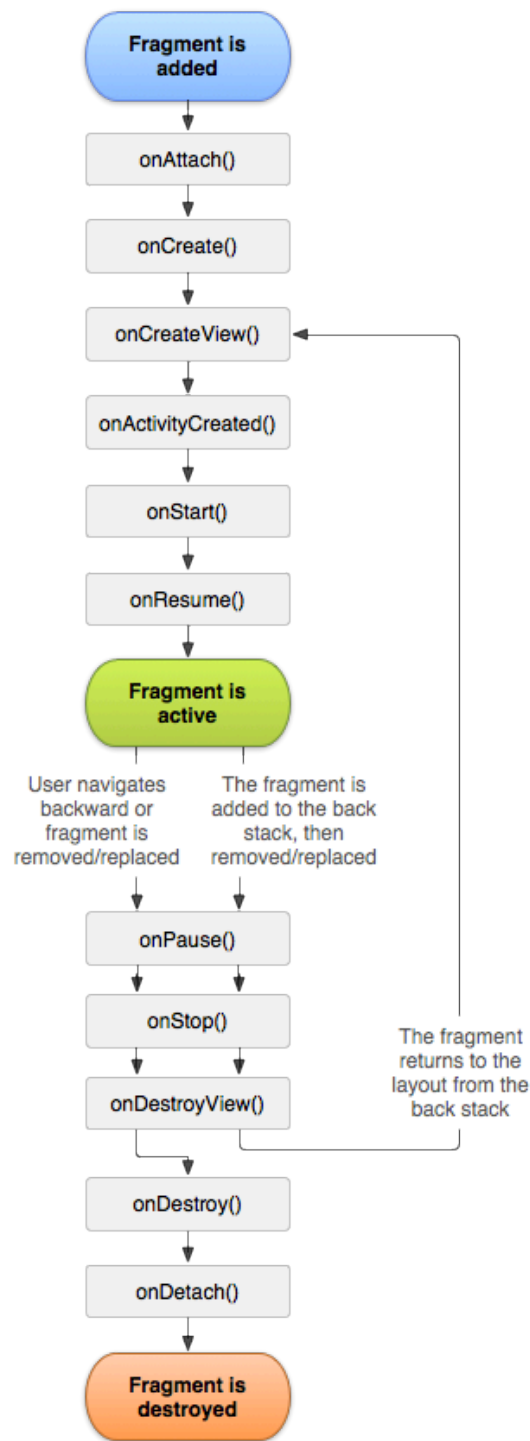 Fragment is
added
onAttach()
onCreate()
onCreateView()
onActivityCreated()
onStart()
onResume()
Fragment is
active
User navigates
backward or
fragment is
removed/replaced
The fragment is
added to the back
stack, then
removed/replaced
onPause()
onStop()
onDestroyView()
The fragment
returns to the
layout from the
back stack
onDestroy()
onDetach()
Fragment is
destroyed